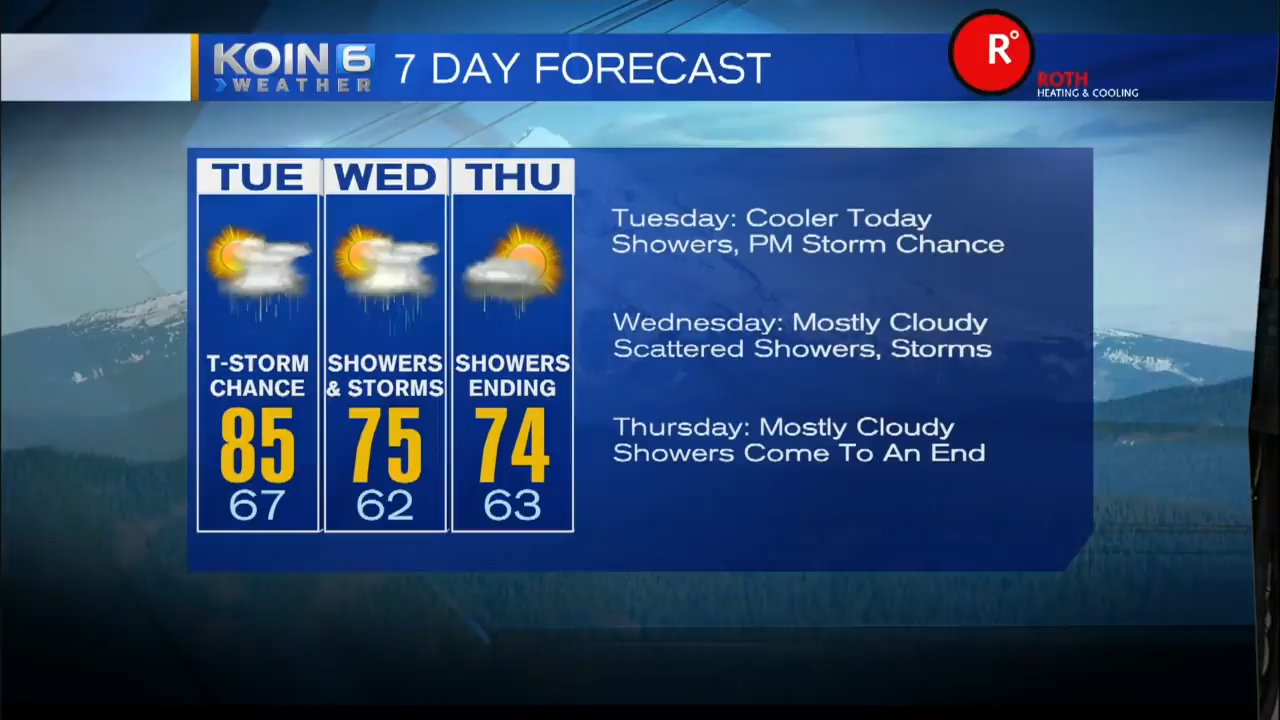 KOIN 6
WEATHER
7 DAY FORECAST
R°
ROTH
HEATING & COOLING
TUE
T-STORM
CHANCE
85
67
WED
SHOWERS
& STORMS
75
62
THU
SHOWERS
ENDING
74
63
Tuesday: Cooler Today
Showers, PM Storm Chance
Wednesday: Mostly Cloudy
Scattered Showers, Storms
Thursday: Mostly Cloudy
Showers Come To An End